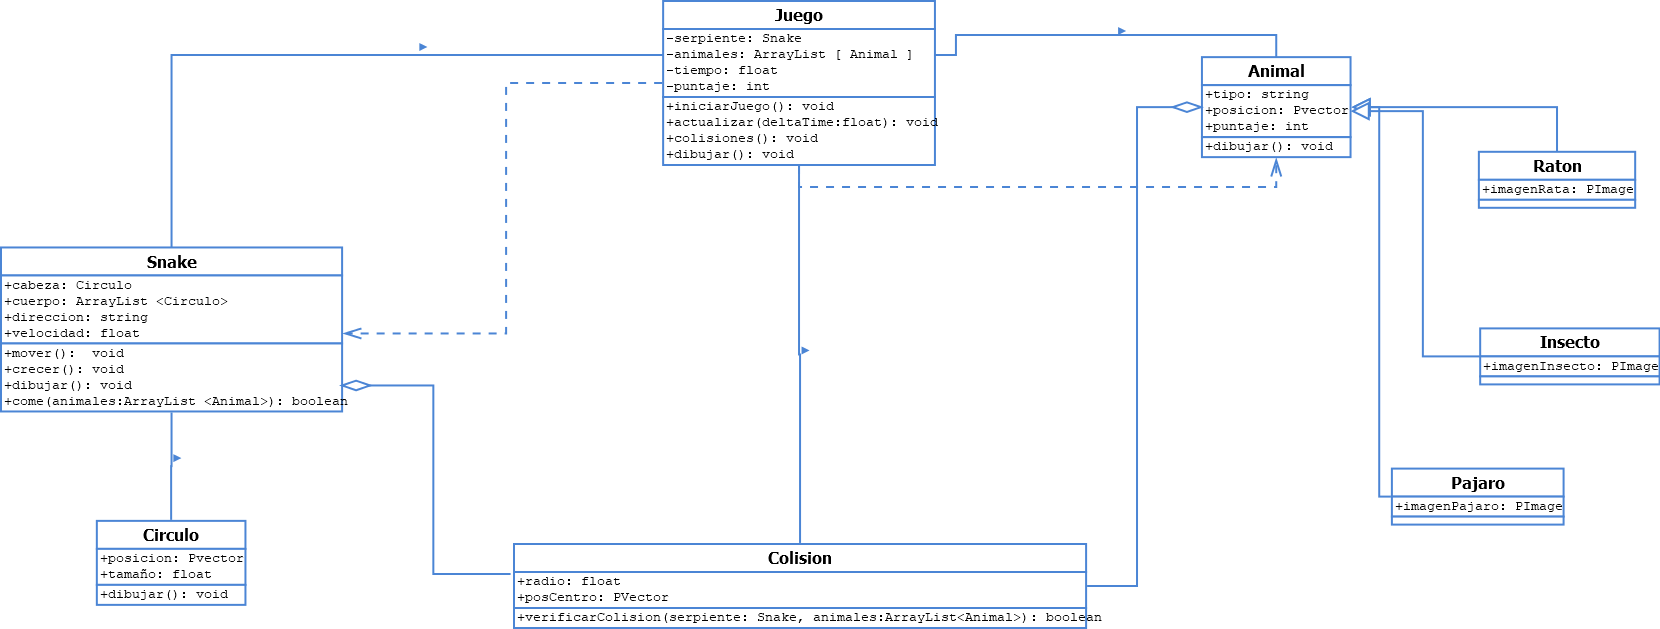 Juego
-serpiente: Snake
-animales: ArrayList [ Animal ]
-tiempo: float
-puntaje: int
+iniciarJuego(): void
+actualizar(deltaTime:float): void
+colisiones(): void
+dibujar(): void
Animal
+tipo: string
+posicion: Pvector
+puntaje: int
+dibujar(): void
Raton
+imagenRata: PImage
Snake
+cabeza: Circulo
+cuerpo: ArrayList <Circulo>
+direccion: string
+velocidad: float
+mover():  void
+crecer(): void
+dibujar(): void
+come(animales:ArrayList <Animal>): boolean
Insecto
+imagenInsecto: PImage
Pajaro
+imagenPajaro: PImage
Circulo
+posicion: Pvector
+tamaño: float
+dibujar(): void
Colision
+radio: float
+posCentro: PVector
+verificarColision(serpiente: Snake, animales:ArrayList<Animal>): boolean